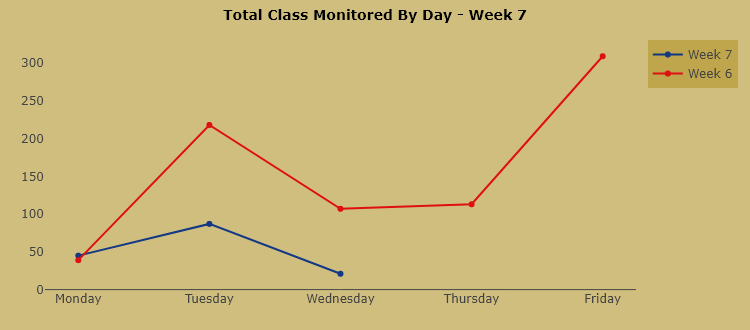 Total Class Monitored By Day - Week 7
Week 7
Week 6
300
250
200
150
100
50
0
Monday Tuesday Wednesday Thursday Friday